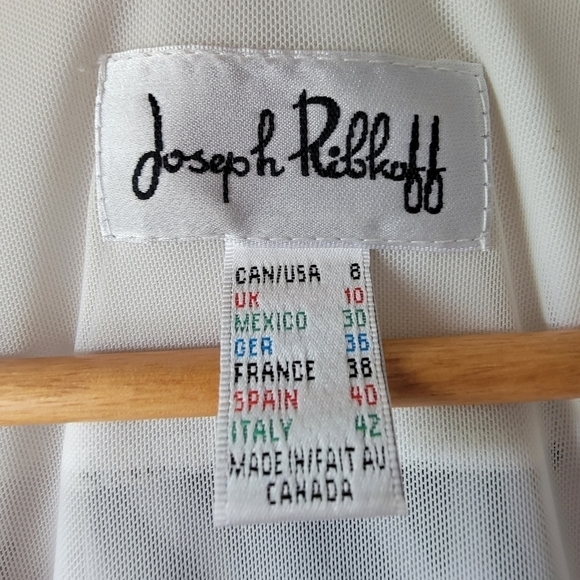 Joseph Ribkoff
CAN/USA 8
UK 10
MEXICO 30
GER 36
FRANCE 38
SPAIN 40
ITALY 42
MADE IN/FAIT AU
CANADA